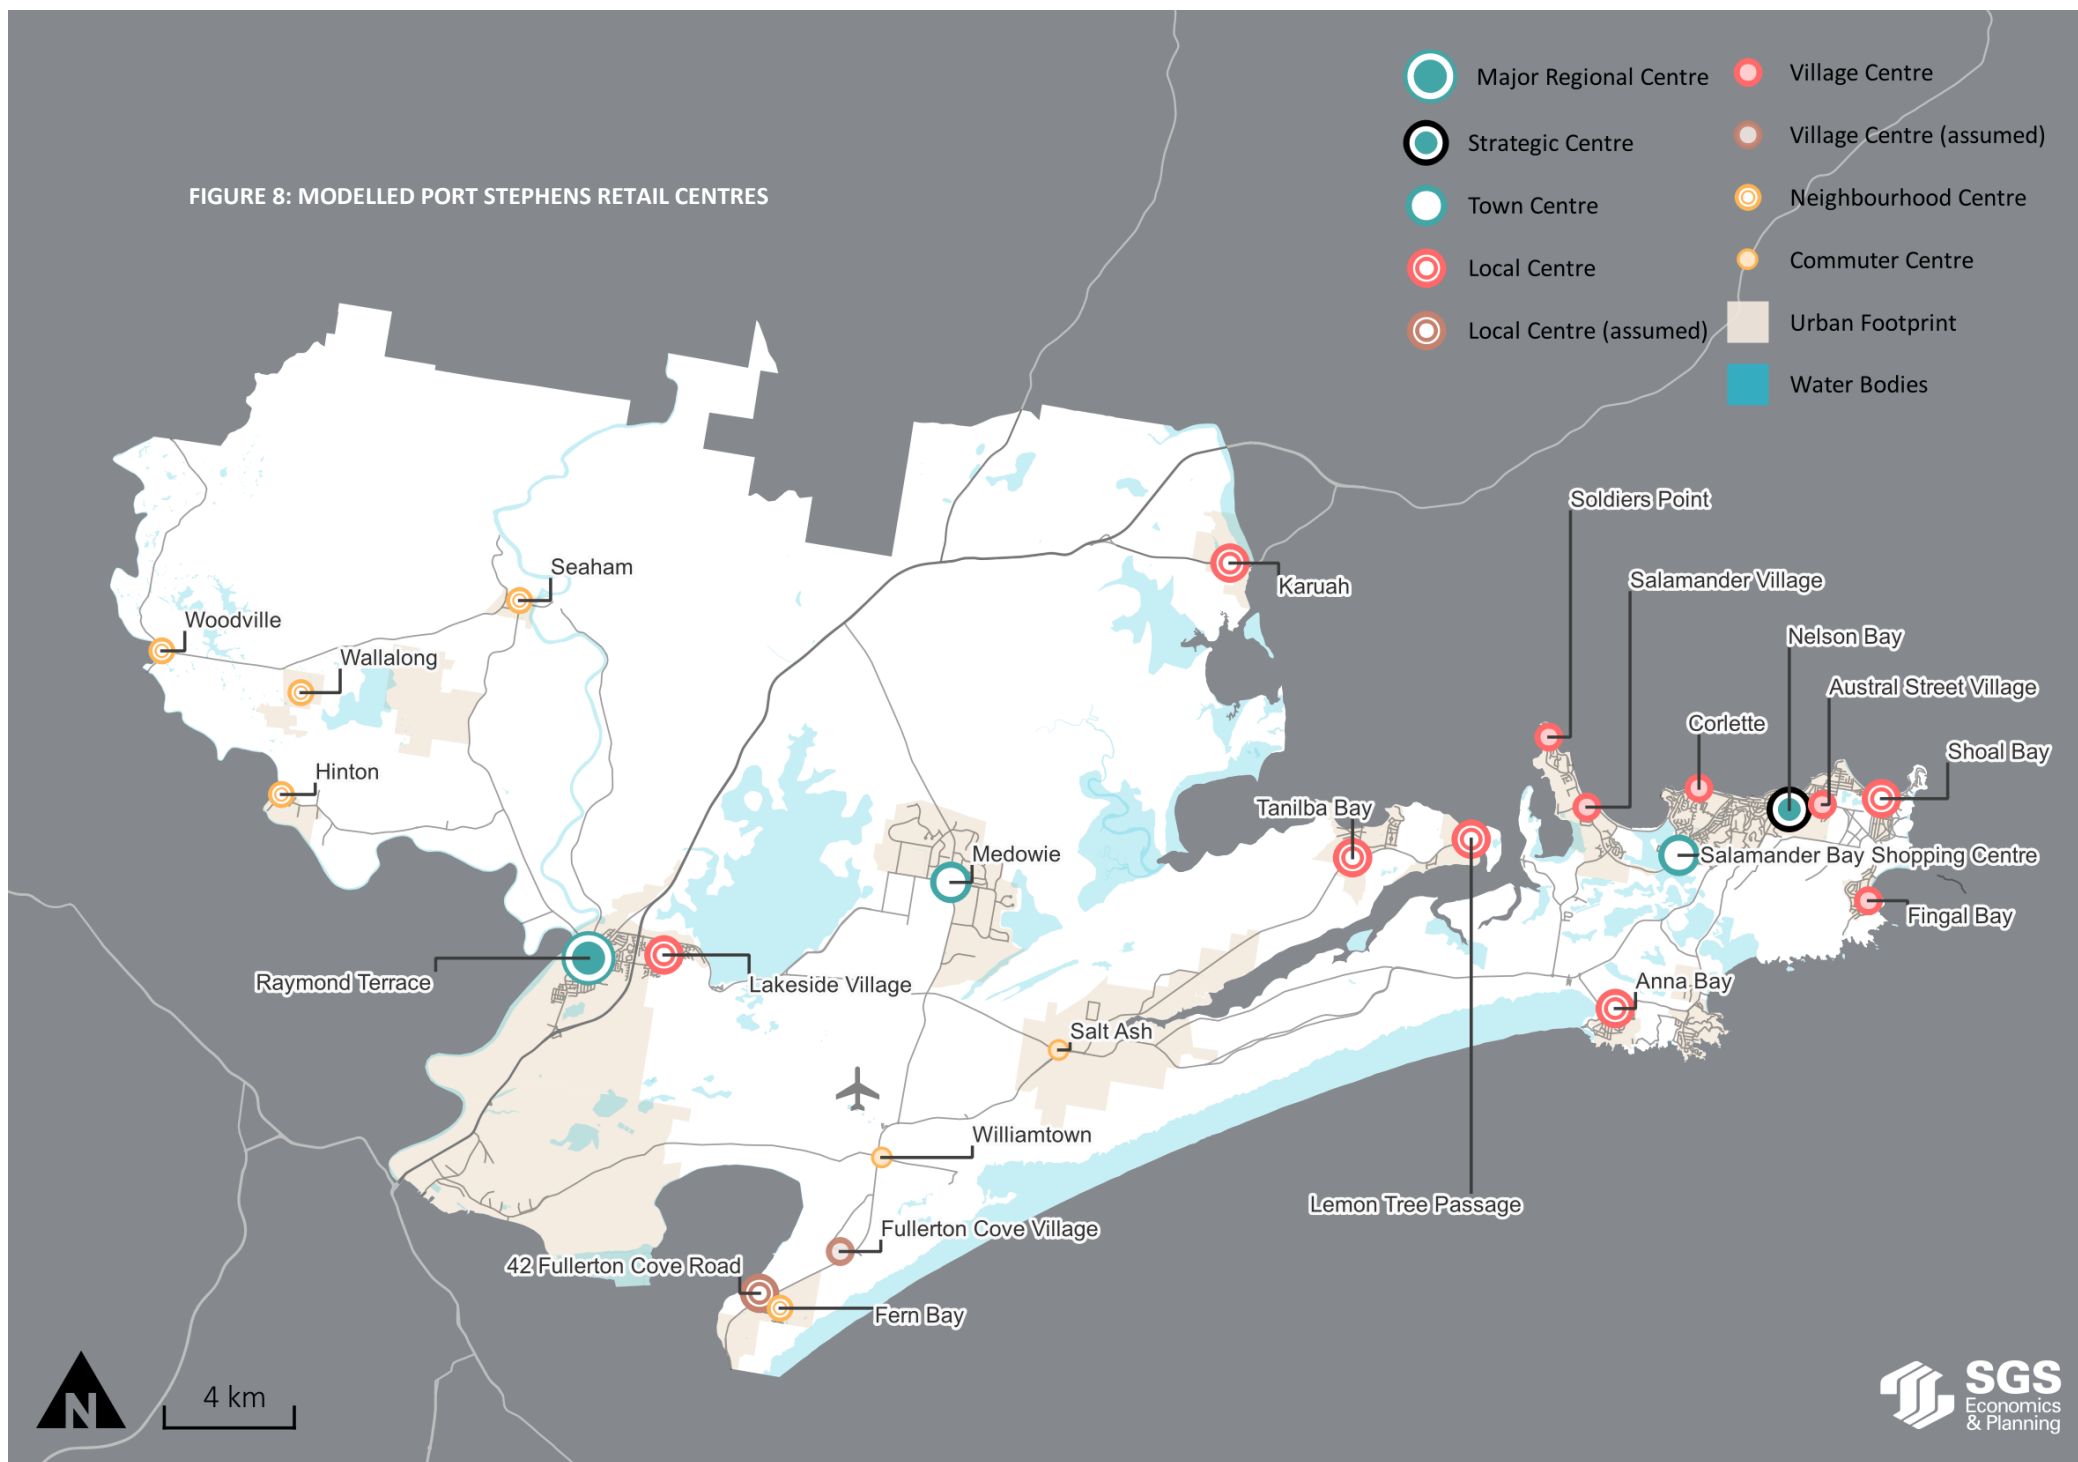 Major Regional Centre
Strategic Centre
Town Centre
Local Centre
Local Centre (assumed)
Village Centre
Village Centre (assumed)
Neighbourhood Centre
Commuter Centre
Urban Footprint
Water Bodies
FIGURE 8: MODELLED PORT STEPHENS RETAIL CENTRES
Soldiers Point
Seaham
Karuah
Salamander Village
Woodville
Nelson Bay
Wallalong
Austral Street Village
Corlette
Shoal Bay
Hinton
Tanilba Bay
Medowie
Salamander Bay Shopping Centre
Fingal Bay
Raymond Terrace
Lakeside Village
Anna Bay
Salt Ash
Williamtown
Lemon Tree Passage
Fullerton Cove Village
42 Fullerton Cove Road
Fern Bay
N
4 km
SGS
Economics
& Planning